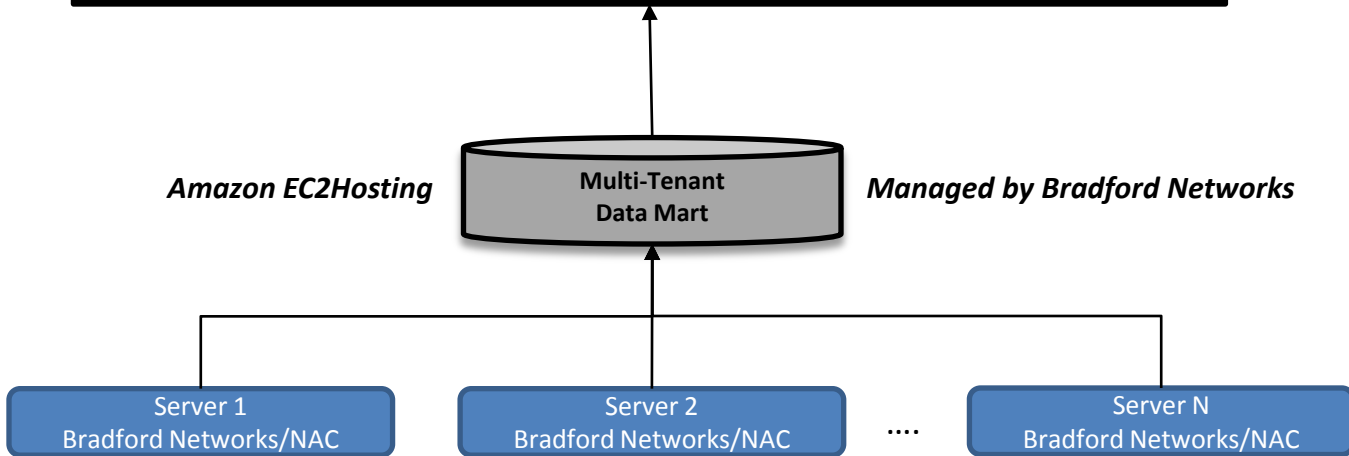 Amazon EC2Hosting
Multi-Tenant
Data Mart
Managed by Bradford Networks
Server 1
Bradford Networks/NAC
Server 2
Bradford Networks/NAC
....
Server N
Bradford Networks/NAC